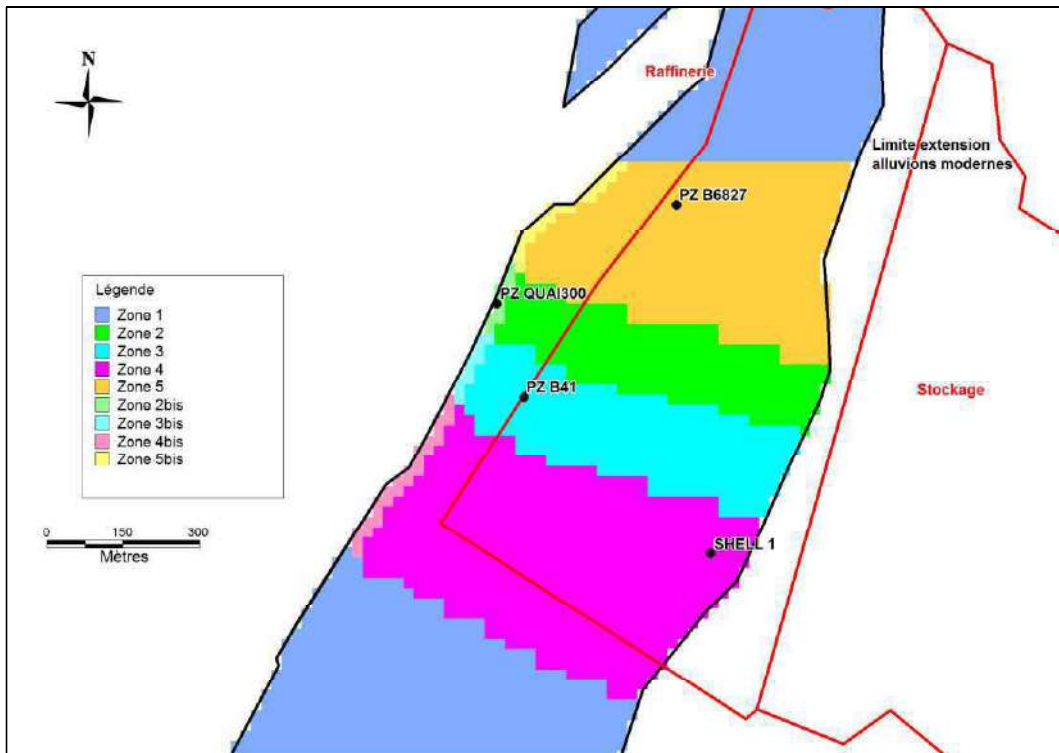 N
Raffinerie
Limite extension
alluvions modernes
PZ B6827
PZ QUAI300
PZ B41
Stockage
SHELL 1
Légende
Zone 1
Zone 2
Zone 3
Zone 4
Zone 5
Zone 2bis
Zone 3bis
Zone 4bis
Zone 5bis
0 150 300
Mètres